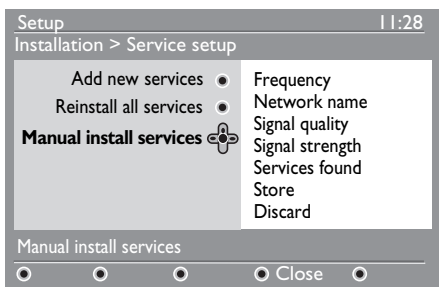 Setup 11:28
Installation > Service setup
Add new services
Reinstall all services
Manual install services
Frequency
Network name
Signal quality
Signal strength
Services found
Store
Discard
Manual install services
Close